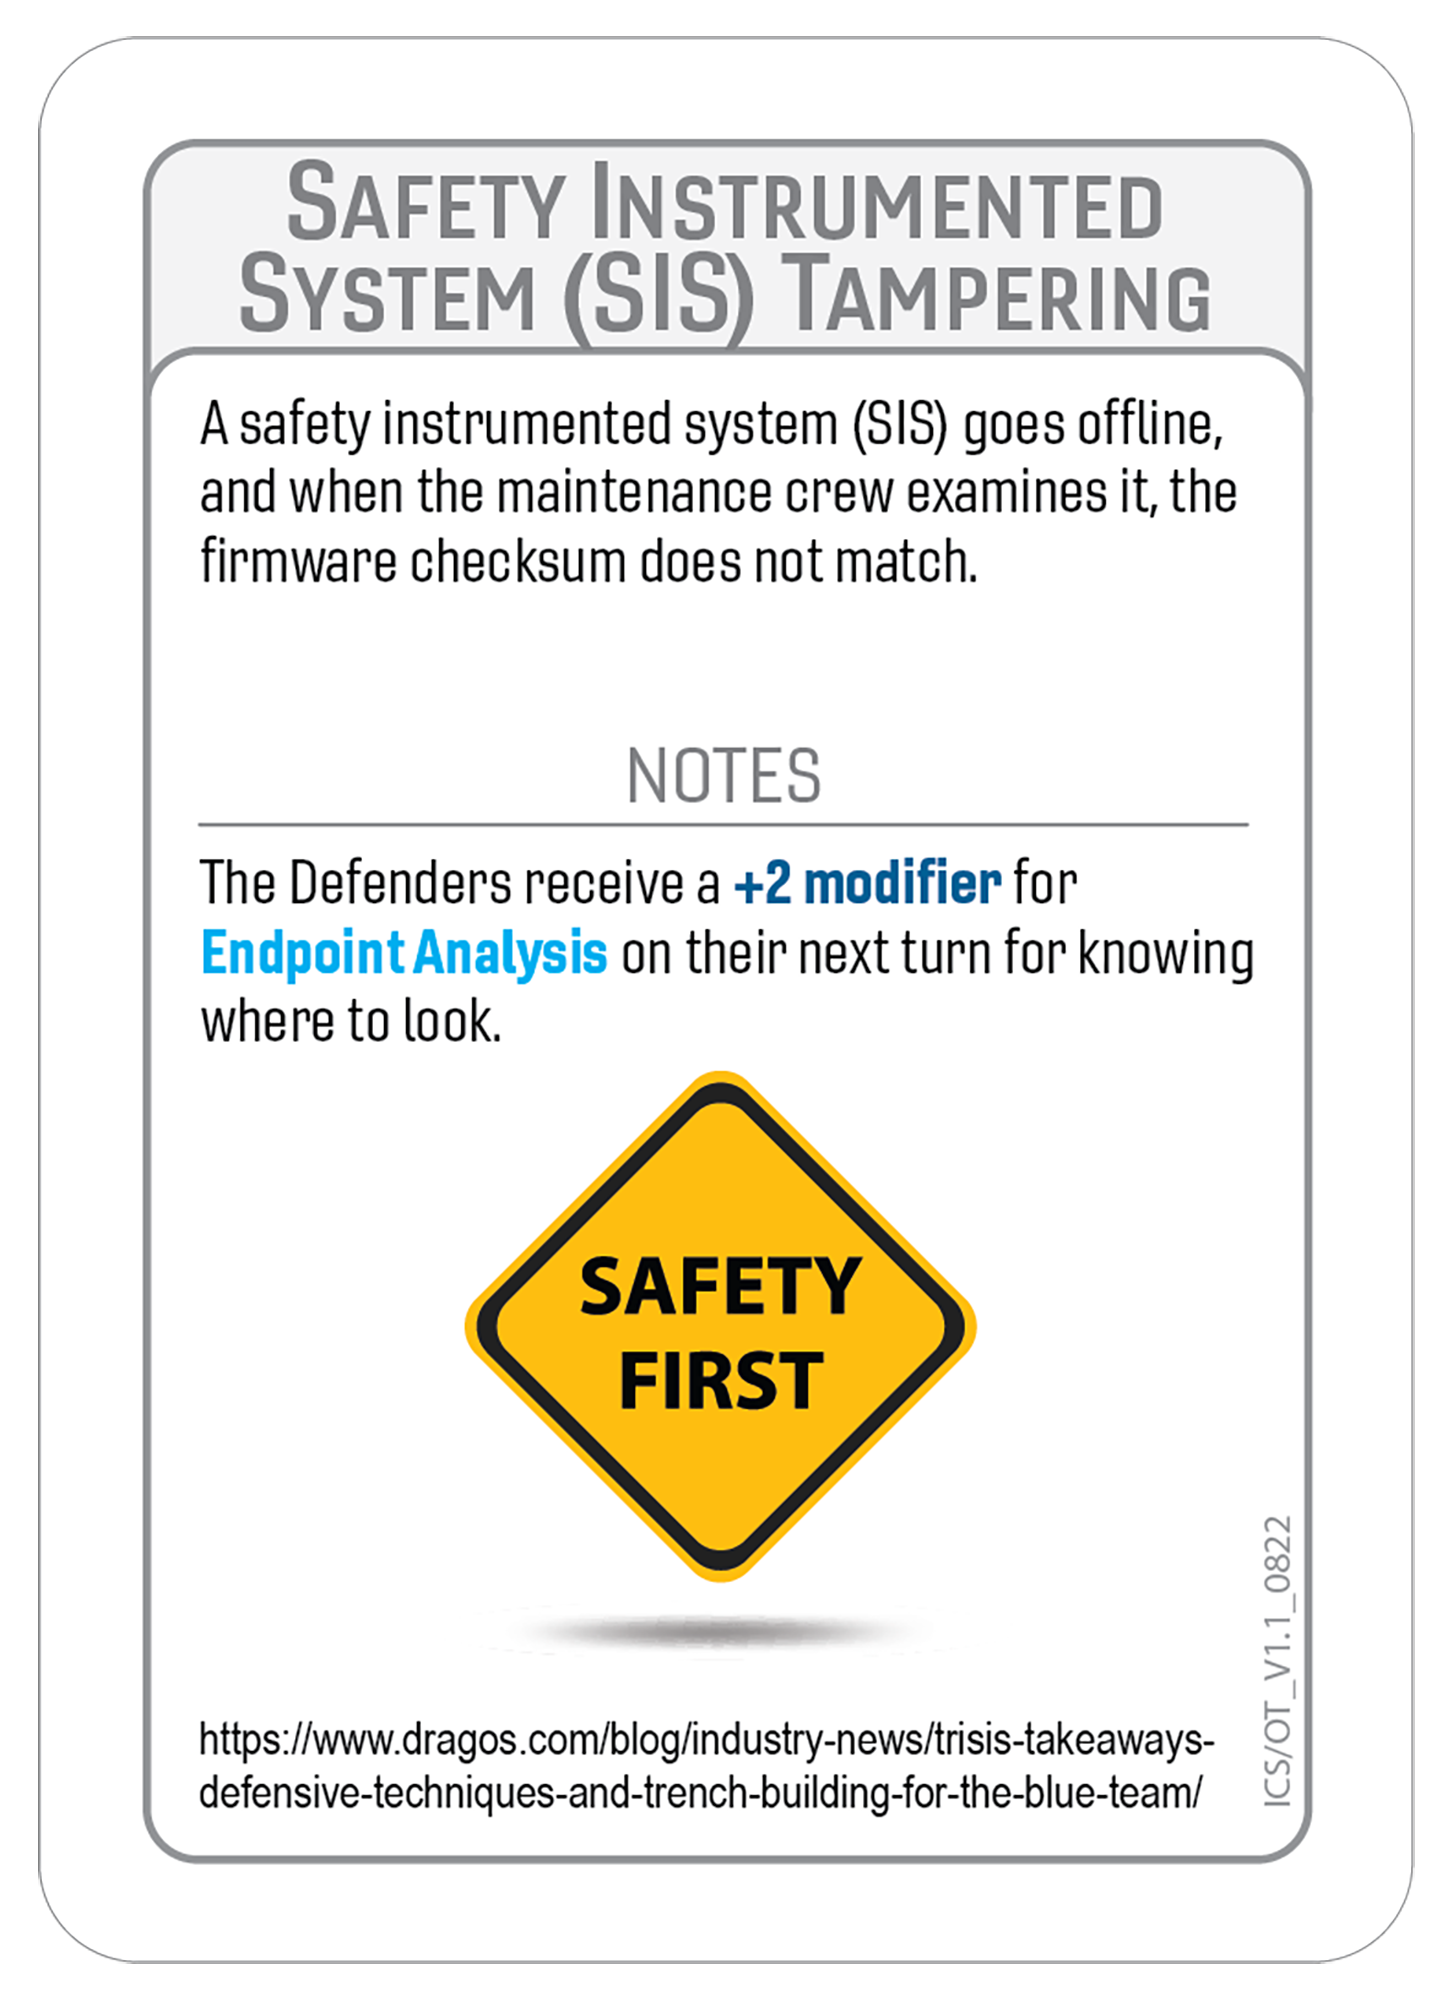 SAFETY INSTRUMENTED
SYSTEM (SIS) TAMPERING
A safety instrumented system (SIS) goes offline,
and when the maintenance crew examines it, the
firmware checksum does not match.
NOTES
The Defenders receive a +2 modifier for
Endpoint Analysis on their next turn for knowing
where to look.
SAFETY
FIRST
https://www.dragos.com/blog/industry-news/trisis-takeaways-
defensive-techniques-and-trench-building-for-the-blue-team/
ICS/OT_V1.1_0822